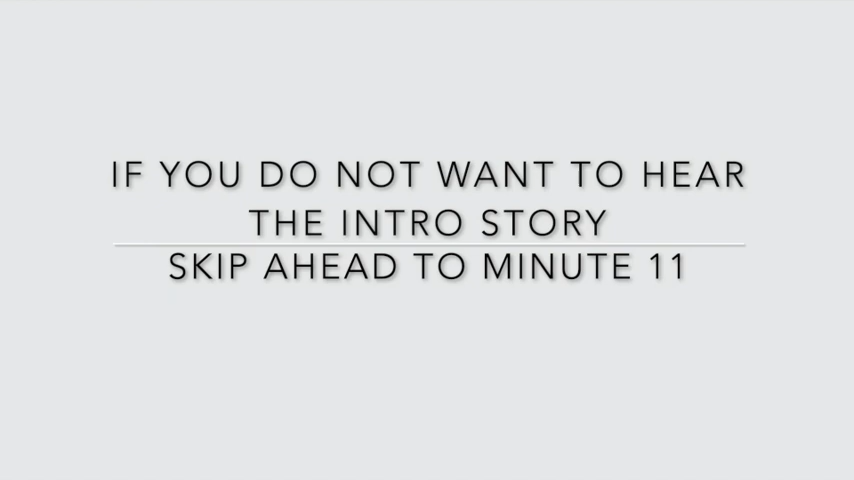 IF YOU DO NOT WANT TO HEAR
THE INTRO STORY
SKIP AHEAD TO MINUTE 11